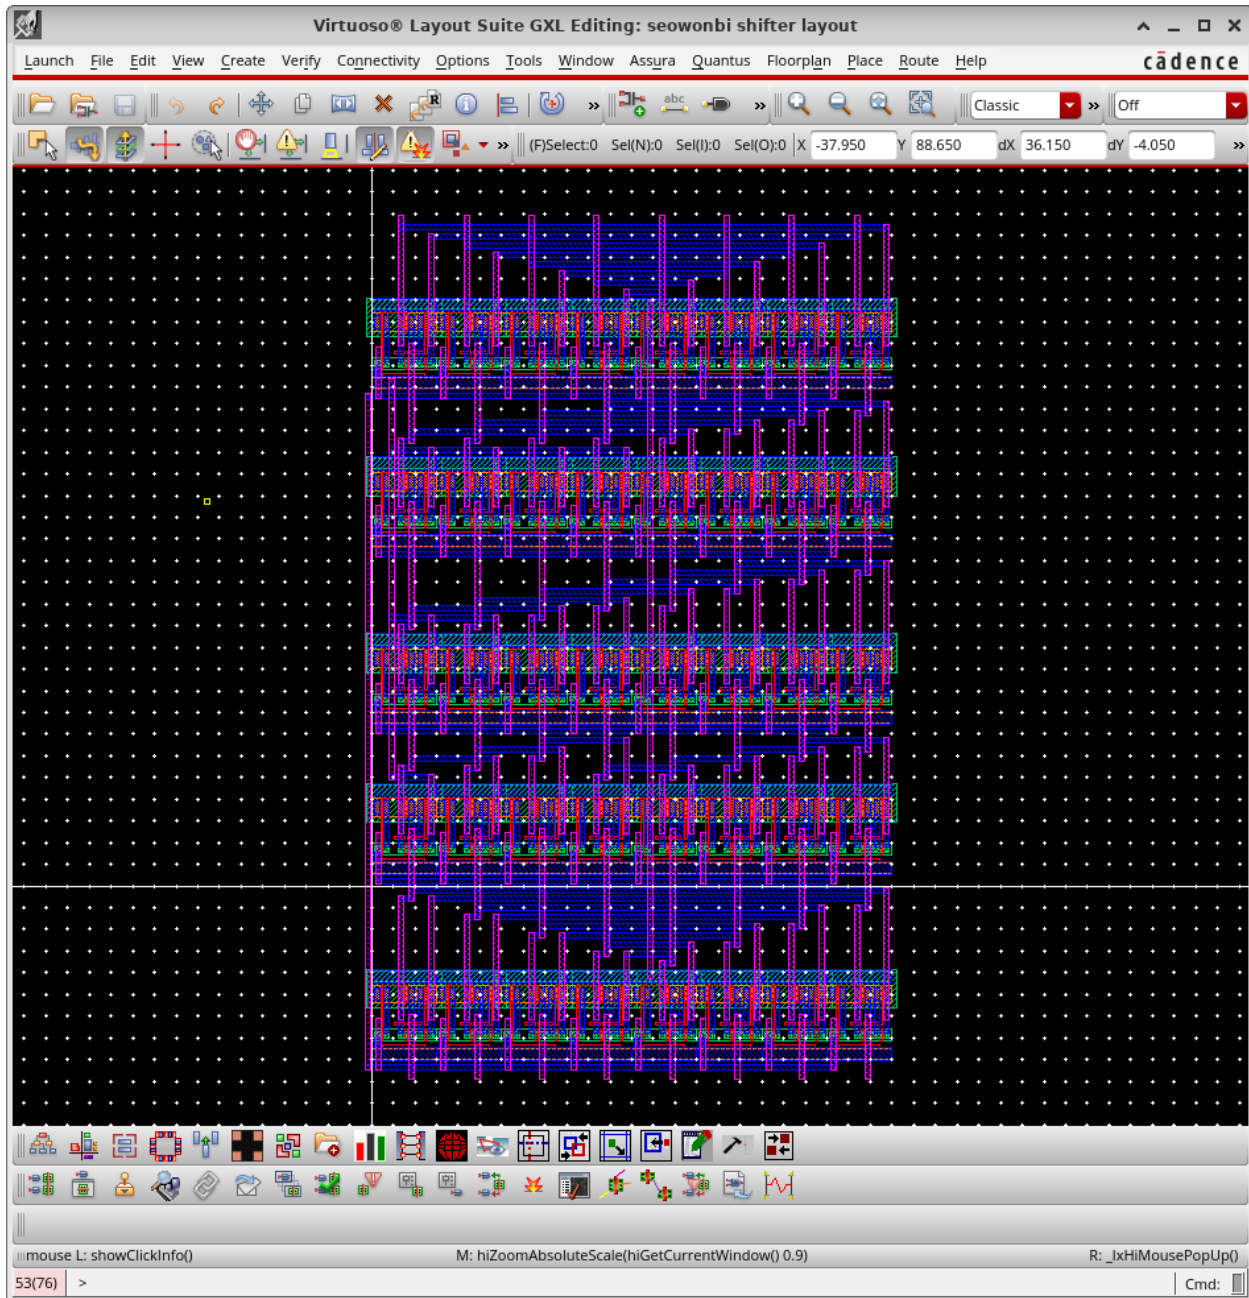 Virtuoso® Layout Suite GXL Editing: seowonbi shifter layout
Launch File Edit View Create Verify Connectivity Options Tools Window Assura Quantus Floorplan Place Route Help cādence
R abc Classic Off
(F)Select:0 Sel(N):0 Sel(I):0 Sel(O):0 X -37.950 Y 88.650 dX 36.150 dY -4.050
mouse L: showClickInfo() M: hiZoomAbsoluteScale(hiGetCurrentWindow() 0.9) R: _lxHiMousePopUp()
53(76) > Cmd: